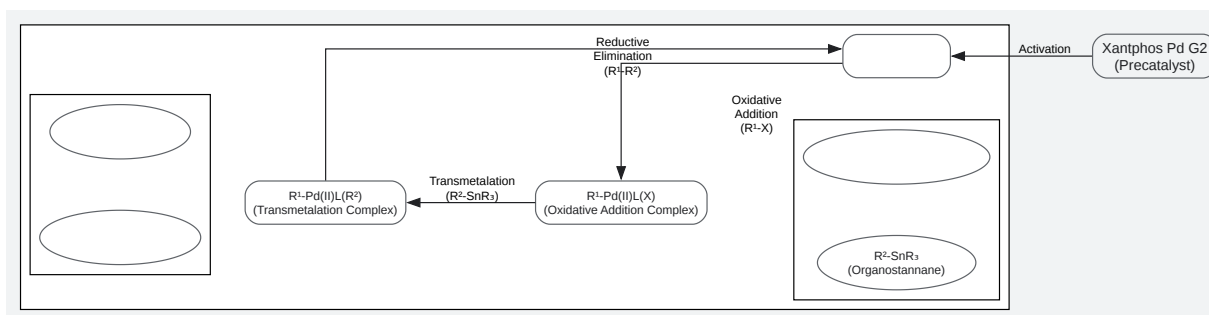 Reductive
Elimination
(R¹-R²)
Activation
Xantphos Pd G2
(Precatalyst)
Oxidative
Addition
(R¹-X)
Transmetalation
(R²-SnR₃)
R¹-Pd(II)L(R²)
(Transmetalation Complex)
R¹-Pd(II)L(X)
(Oxidative Addition Complex)
R²-SnR₃
(Organostannane)